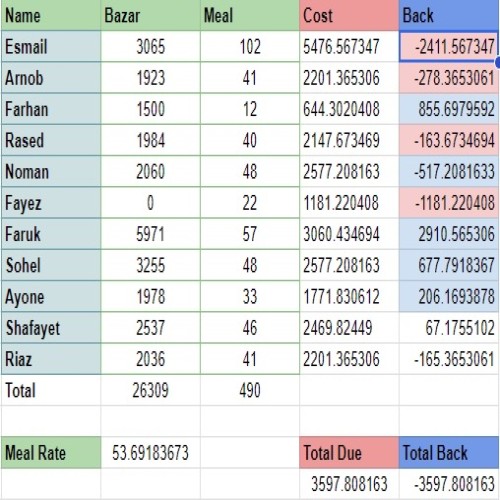 Name Bazar Meal Cost Back
Esmail 3065 102 5476.567347 -2411.567347
Arnob 1923 41 2201.365306 -278.3653061
Farhan 1500 12 644.3020408 855.6979592
Rased 1984 40 2147.673469 -163.6734694
Noman 2060 48 2577.208163 -517.2081633
Fayez 0 22 1181.220408 -1181.220408
Faruk 5971 57 3060.434694 2910.565306
Sohel 3255 48 2577.208163 677.7918367
Ayone 1978 33 1771.830612 206.1693878
Shafayet 2537 46 2469.82449 67.1755102
Riaz 2036 41 2201.365306 -165.3653061
Total 26309 490
Meal Rate 53.69183673 Total Due Total Back
3597.808163 -3597.808163